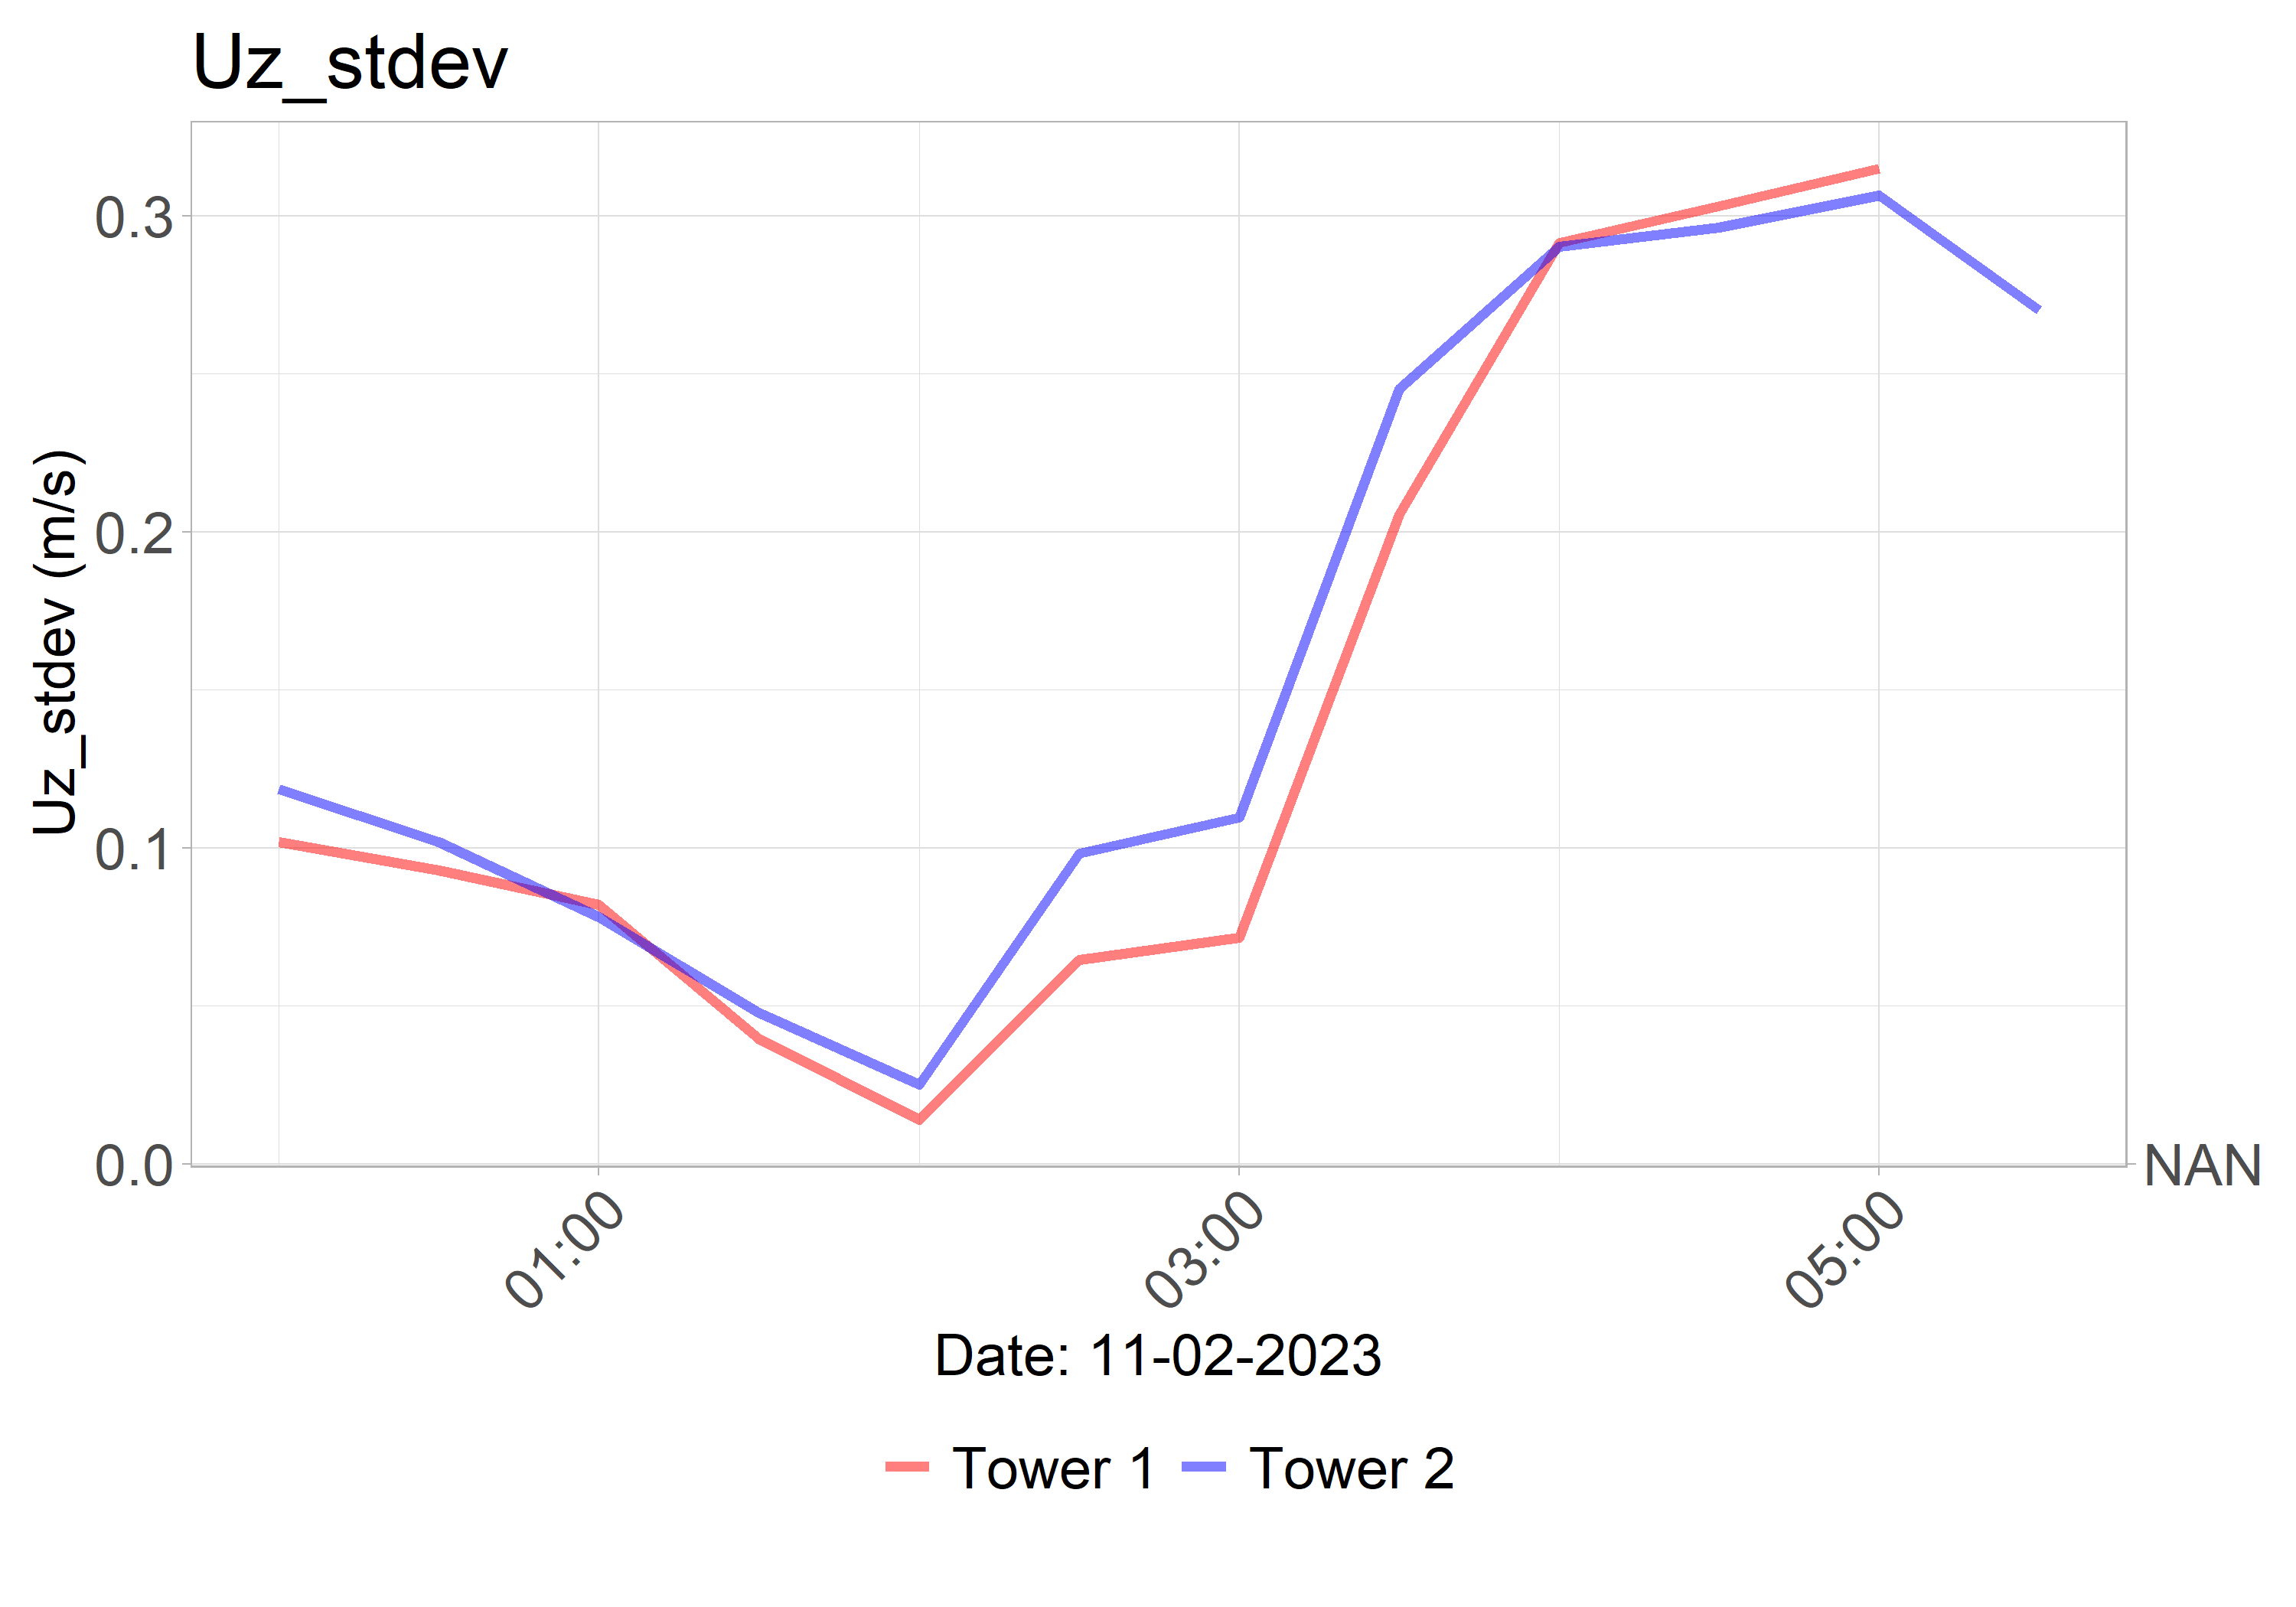 Uz_stdev
Uz_stdev (m/s)
0.3
0.2
0.1
0.0
NAN
01:00
03:00
05:00
Date: 11-02-2023
Tower 1
Tower 2